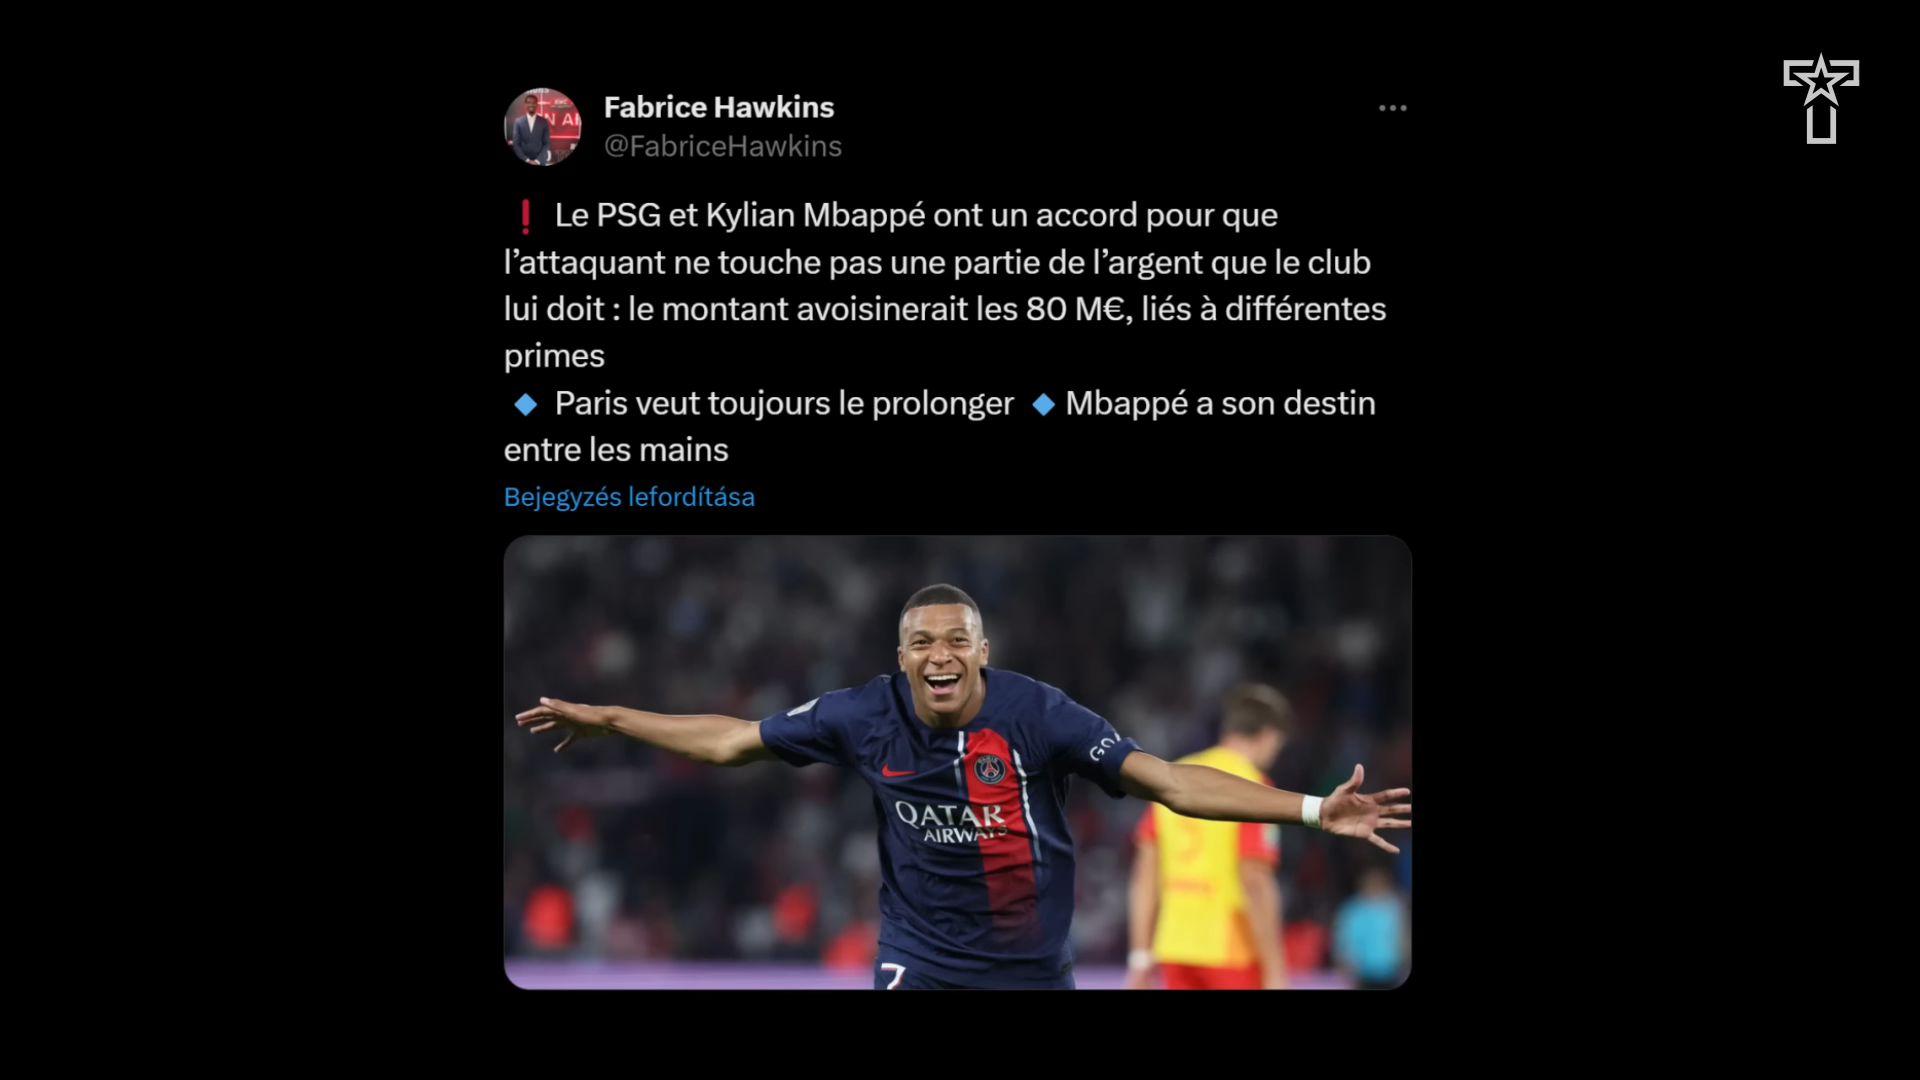 Fabrice Hawkins
@FabriceHawkins
❗ Le PSG et Kylian Mbappé ont un accord pour que
l’attaquant ne touche pas une partie de l’argent que le club
lui doit : le montant avoisinerait les 80 M€, liés à différentes
primes
🔹 Paris veut toujours le prolonger 🔹Mbappé a son destin
entre les mains
Bejegyzés lefordítása
QATAR
AIRWAYS
7